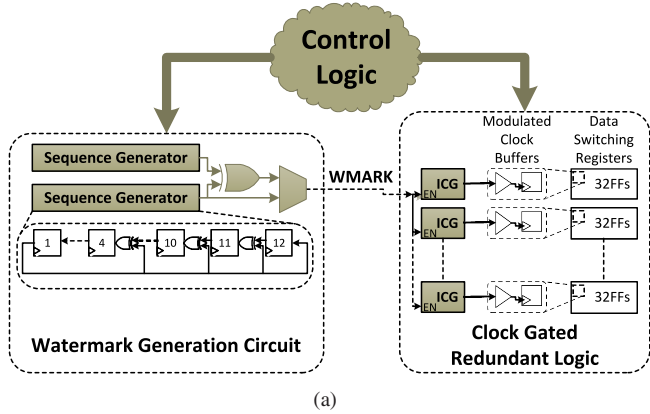 Control
Logic
Sequence Generator
Sequence Generator
1
4
10
11
12
Watermark Generation Circuit
WMARK
Modulated
Clock
Buffers
Data
Switching
Registers
ICG
EN
32FFs
ICG
EN
32FFs
ICG
EN
32FFs
Clock Gated
Redundant Logic
(a)